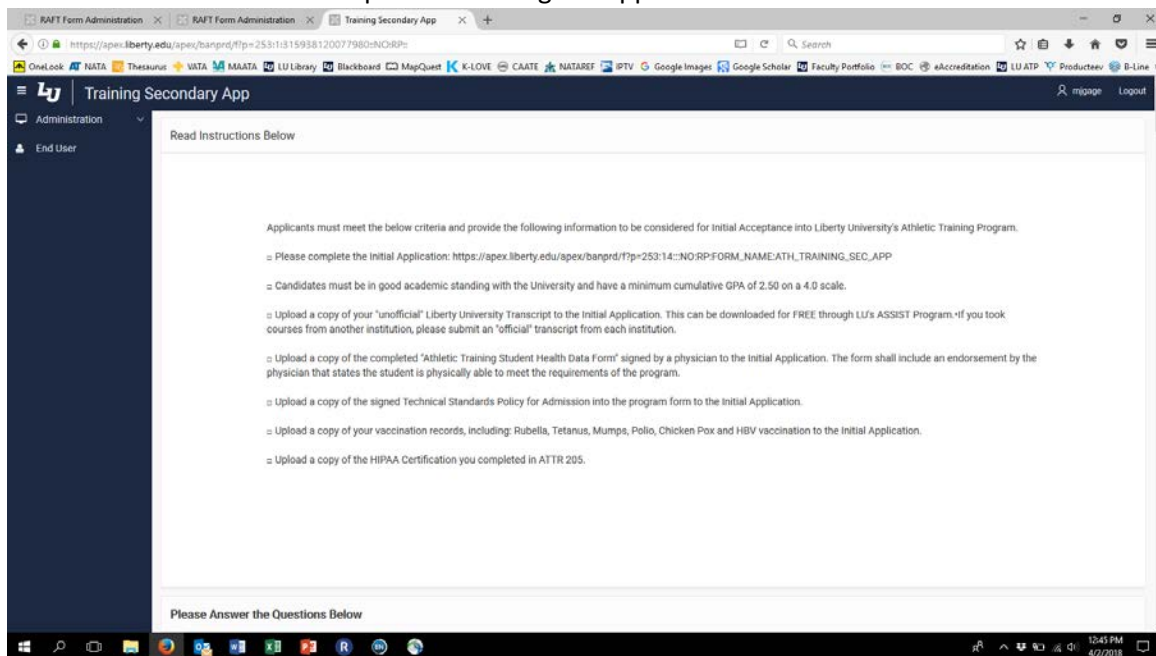 RAFT Form Administration RAFT Form Administration Training Secondary App
https://apex.liberty.edu/apex/banprd/f?p=253:1:315938120077980::NO:RP:: Search
OneLook NATA Thesaurus VATA MAATA LU Library Blackboard MapQuest K-LOVE CAATE NATAREF IPTV Google Images Google Scholar Faculty Portfolio BOC eAccreditation LU ATP Producteev B-Line
LU Training Secondary App mjgage Logout
Administration
End User
Read Instructions Below
Applicants must meet the below criteria and provide the following information to be considered for Initial Acceptance into Liberty University's Athletic Training Program.
□ Please complete the Initial Application: https://apex.liberty.edu/apex/banprd/f?p=253:14:::NO:RP:FORM_NAME:ATH_TRAINING_SEC_APP
□ Candidates must be in good academic standing with the University and have a minimum cumulative GPA of 2.50 on a 4.0 scale.
□ Upload a copy of your "unofficial" Liberty University Transcript to the Initial Application. This can be downloaded for FREE through LU's ASSIST Program.•If you took
courses from another institution, please submit an "official" transcript from each institution.
□ Upload a copy of the completed "Athletic Training Student Health Data Form" signed by a physician to the Initial Application. The form shall include an endorsement by the
physician that states the student is physically able to meet the requirements of the program.
□ Upload a copy of the signed Technical Standards Policy for Admission into the program form to the Initial Application.
□ Upload a copy of your vaccination records, including: Rubella, Tetanus, Mumps, Polio, Chicken Pox and HBV vaccination to the Initial Application.
□ Upload a copy of the HIPAA Certification you completed in ATTR 205.
Please Answer the Questions Below
12:45 PM
4/2/2018